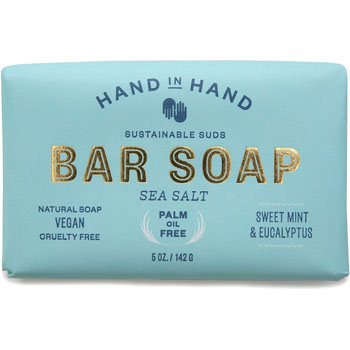 HAND IN HAND
SUSTAINABLE SUDS
BAR SOAP
SEA SALT
NATURAL SOAP
VEGAN
CRUELTY FREE
PALM
OIL
FREE
SWEET MINT
& EUCALYPTUS
5 OZ. / 142 G